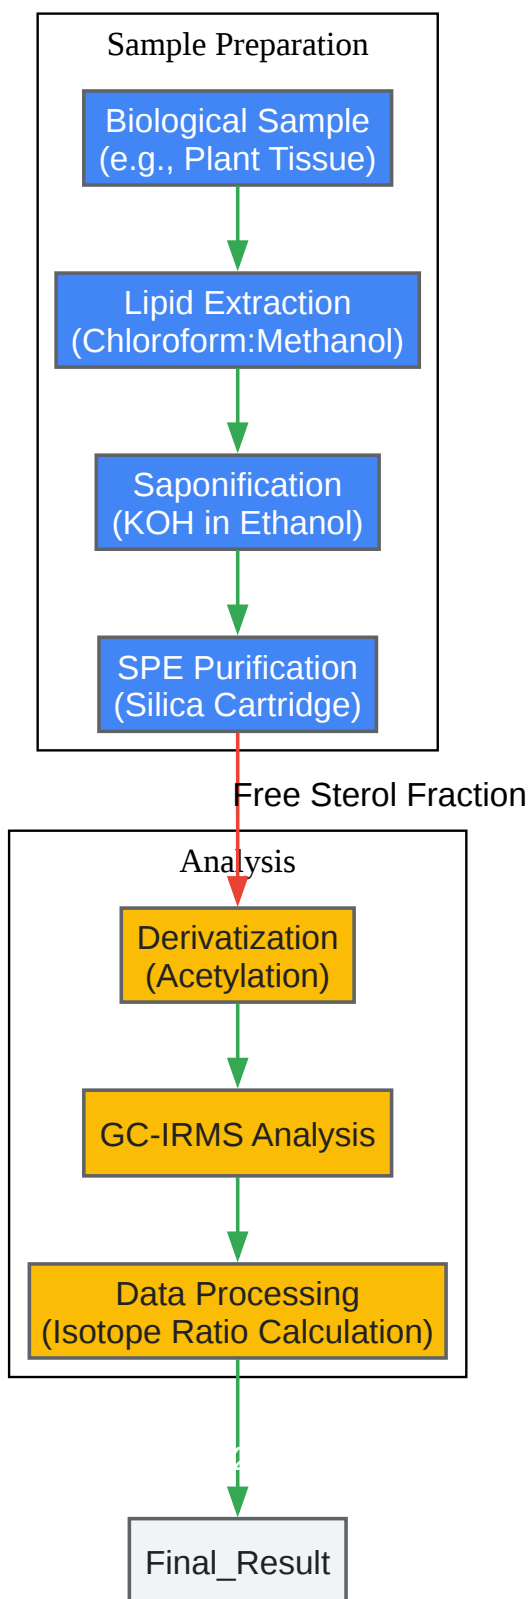 Sample Preparation
Biological Sample
(e.g., Plant Tissue)
Lipid Extraction
(Chloroform:Methanol)
Saponification
(KOH in Ethanol)
SPE Purification
(Silica Cartridge)
Free Sterol Fraction
Analysis
Derivatization
(Acetylation)
GC-IRMS Analysis
Data Processing
(Isotope Ratio Calculation)
Final_Result